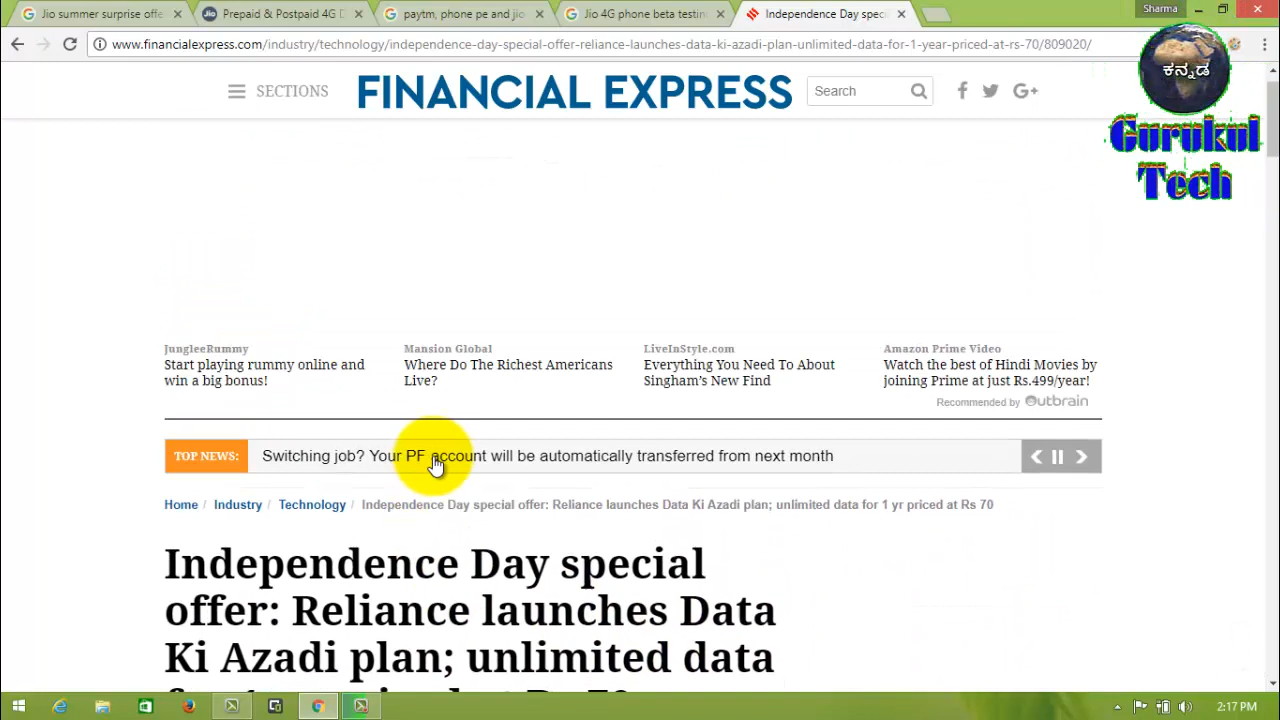 Jio summer surprise offe
Prepaid & Postpaid 4G D
paytm, phone pe and jio
Jio 4G phone beta testing
Independence Day spec
Sharma
www.financialexpress.com/industry/technology/independence-day-special-offer-reliance-launches-data-ki-azadi-plan-unlimited-data-for-1-year-priced-at-rs-70/809020/
SECTIONS
FINANCIAL EXPRESS
Search
ಕನ್ನಡ
Gurukul
Tech
JungleeRummy
Start playing rummy online and
win a big bonus!
Mansion Global
Where Do The Richest Americans
Live?
LiveInStyle.com
Everything You Need To About
Singham's New Find
Amazon Prime Video
Watch the best of Hindi Movies by
joining Prime at just Rs.499/year!
Recommended by Outbrain
TOP NEWS: Switching job? Your PF account will be automatically transferred from next month
Home / Industry / Technology / Independence Day special offer: Reliance launches Data Ki Azadi plan; unlimited data for 1 yr priced at Rs 70
Independence Day special
offer: Reliance launches Data
Ki Azadi plan; unlimited data
2:17 PM